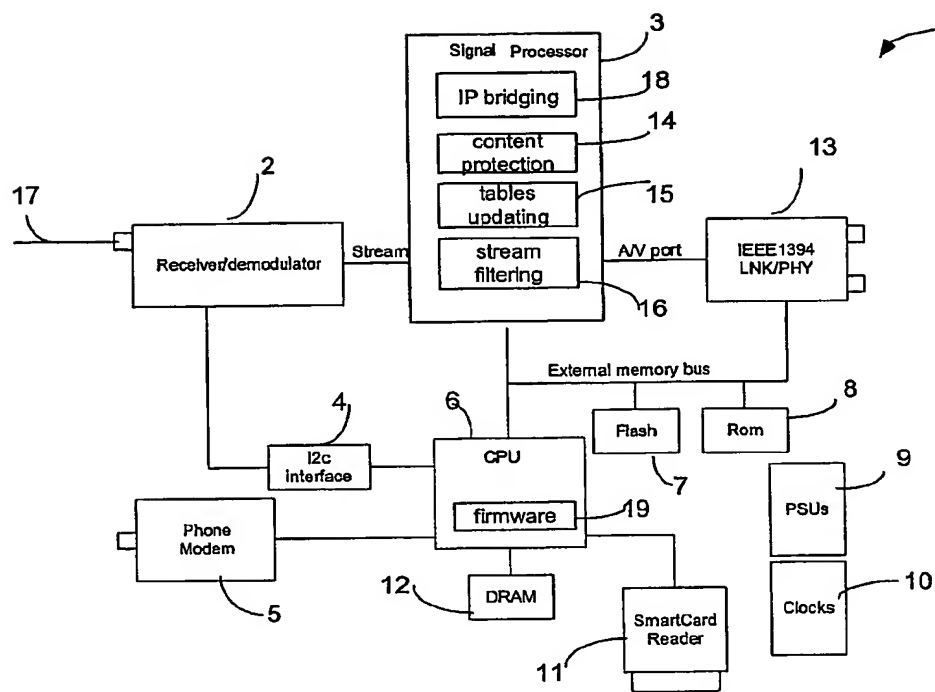 3
Signal Processor
18
IP bridging
14
content
protection
13
2
15
tables
updating
17
Receiver/demodulator
Stream
stream
filtering
A/V port
IEEE1394
LNK/PHY
16
External memory bus
6
8
4
Flash
Rom
I2c
interface
CPU
7
9
firmware
19
PSUs
Phone
Modem
12
DRAM
10
5
SmartCard
Reader
Clocks
11